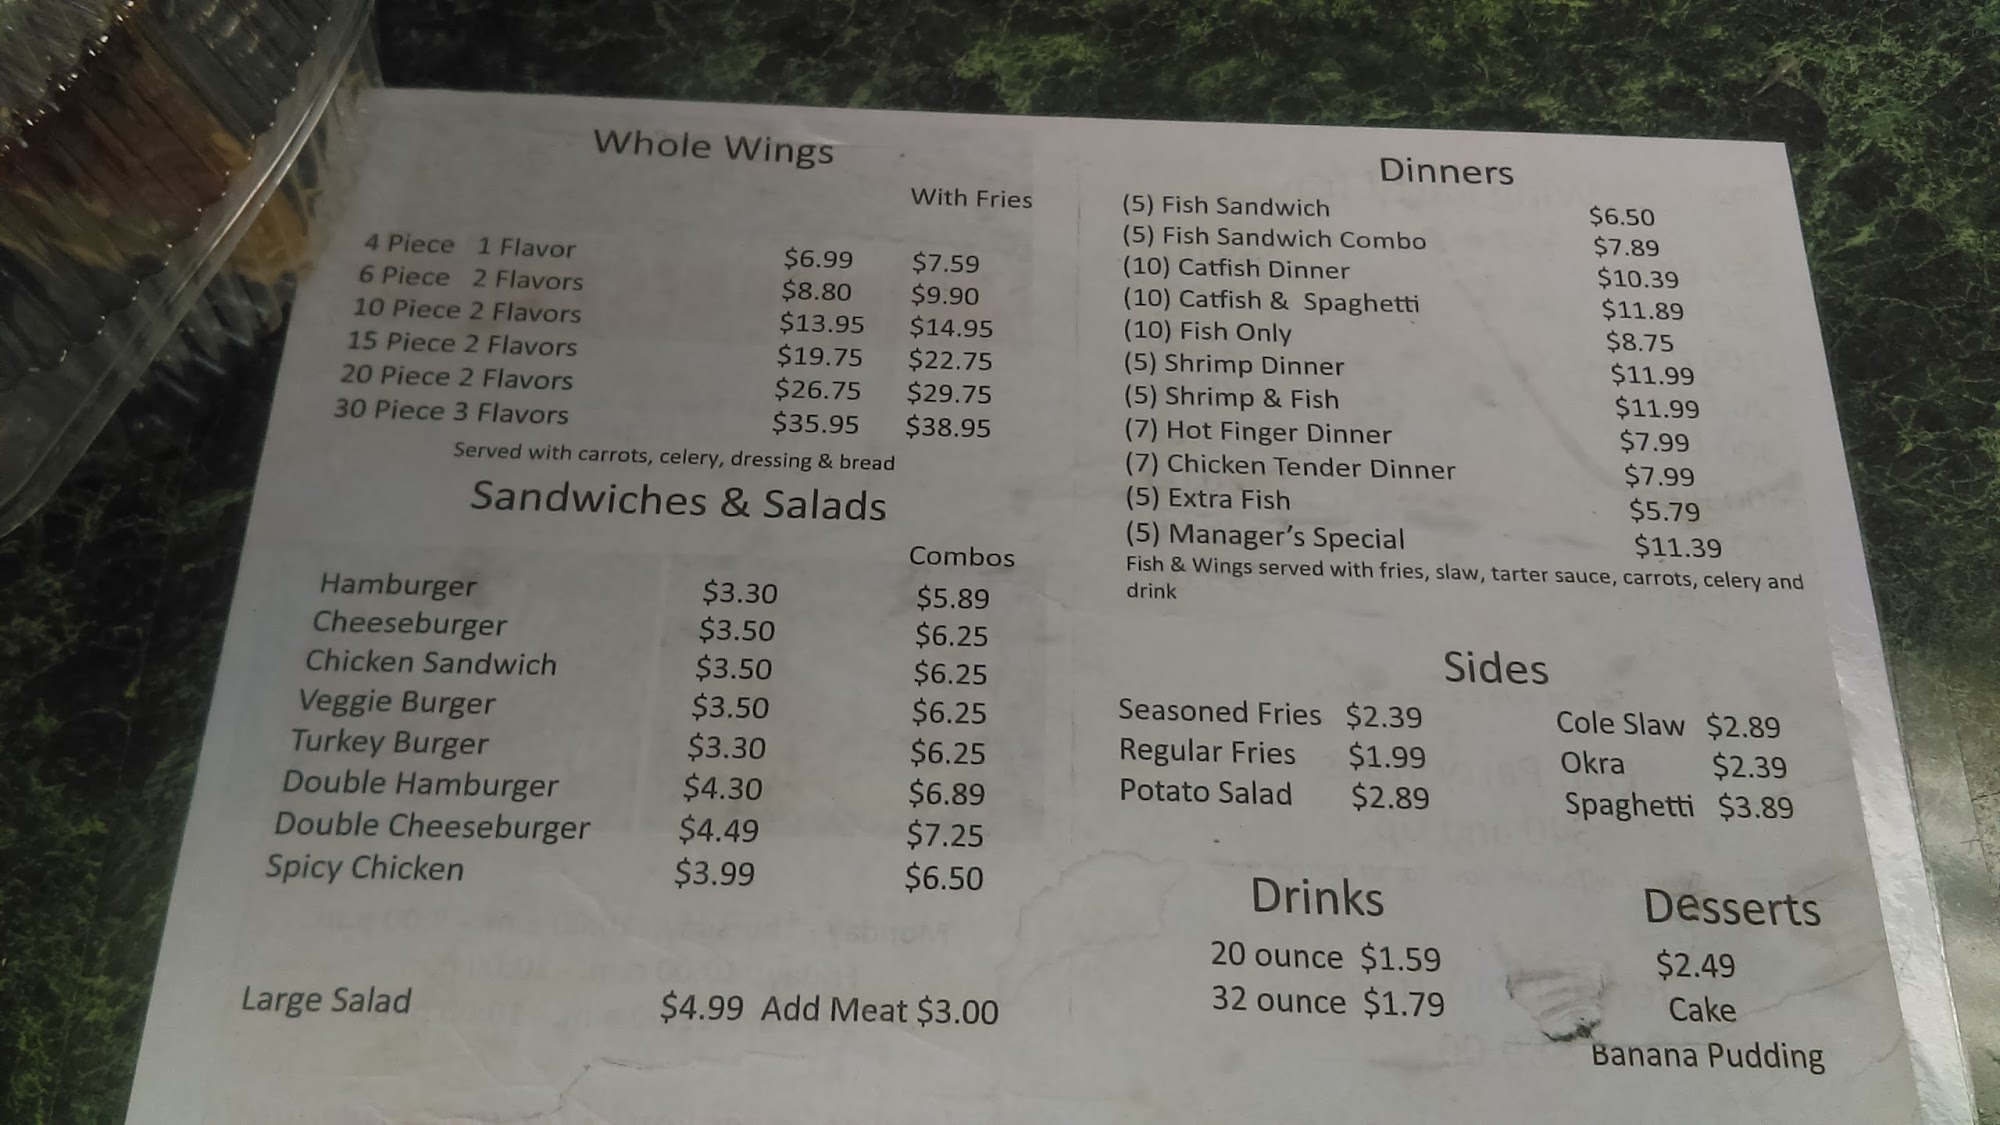 Whole Wings
With Fries
4 Piece 1 Flavor $6.99 $7.59
6 Piece 2 Flavors $8.80 $9.90
10 Piece 2 Flavors $13.95 $14.95
15 Piece 2 Flavors $19.75 $22.75
20 Piece 2 Flavors $26.75 $29.75
30 Piece 3 Flavors $35.95 $38.95
Served with carrots, celery, dressing & bread
Sandwiches & Salads
Combos
Hamburger $3.30 $5.89
Cheeseburger $3.50 $6.25
Chicken Sandwich $3.50 $6.25
Veggie Burger $3.50 $6.25
Turkey Burger $3.30 $6.25
Double Hamburger $4.30 $6.89
Double Cheeseburger $4.49 $7.25
Spicy Chicken $3.99 $6.50
Large Salad $4.99 Add Meat $3.00
Dinners
(5) Fish Sandwich $6.50
(5) Fish Sandwich Combo $7.89
(10) Catfish Dinner $10.39
(10) Catfish & Spaghetti $11.89
(10) Fish Only $8.75
(5) Shrimp Dinner $11.99
(5) Shrimp & Fish $11.99
(7) Hot Finger Dinner $7.99
(7) Chicken Tender Dinner $7.99
(5) Extra Fish $5.79
(5) Manager's Special $11.39
Fish & Wings served with fries, slaw, tarter sauce, carrots, celery and
drink
Sides
Seasoned Fries $2.39 Cole Slaw $2.89
Regular Fries $1.99 Okra $2.39
Potato Salad $2.89 Spaghetti $3.89
Drinks
20 ounce $1.59
32 ounce $1.79
Desserts
$2.49
Cake
Banana Pudding